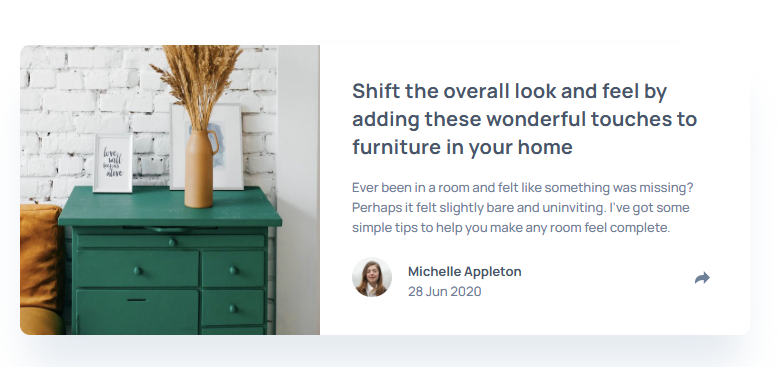 love
will
alive
Shift the overall look and feel by
adding these wonderful touches to
furniture in your home
Ever been in a room and felt like something was missing?
Perhaps it felt slightly bare and uninviting. I've got some
simple tips to help you make any room feel complete.
Michelle Appleton
28 Jun 2020